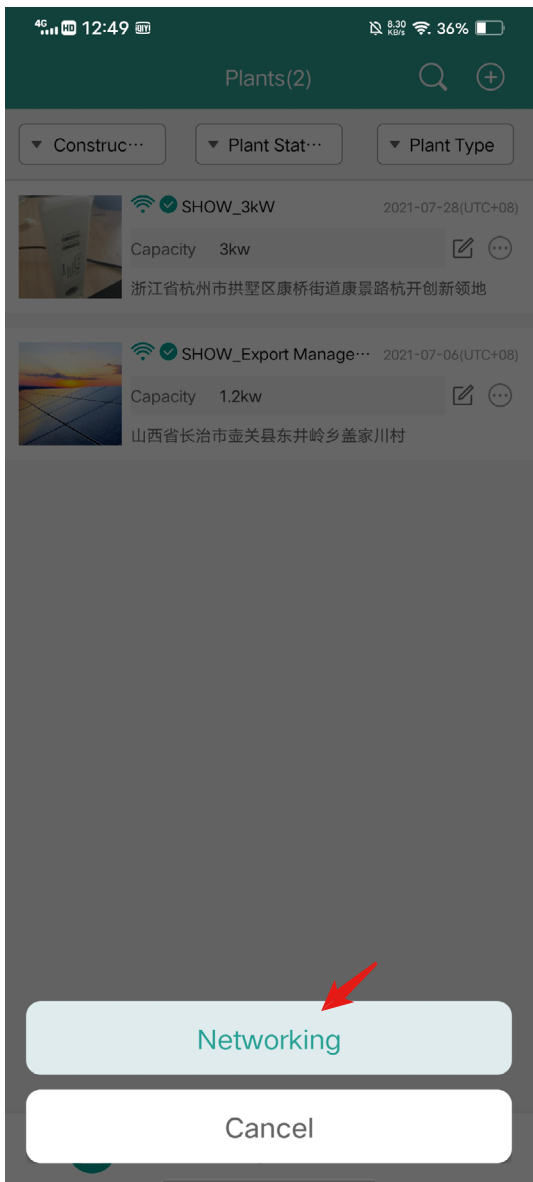 4G HD 12:49 8.30 KB/s 36%
Plants(2)
Construc··· Plant Stat··· Plant Type
SHOW_3kW 2021-07-28(UTC+08)
Capacity 3kw
浙江省杭州市拱墅区康桥街道康景路杭开创新领地
SHOW_Export Manage··· 2021-07-06(UTC+08)
Capacity 1.2kw
山西省长治市壶关县东井岭乡盖家川村
Networking
Cancel